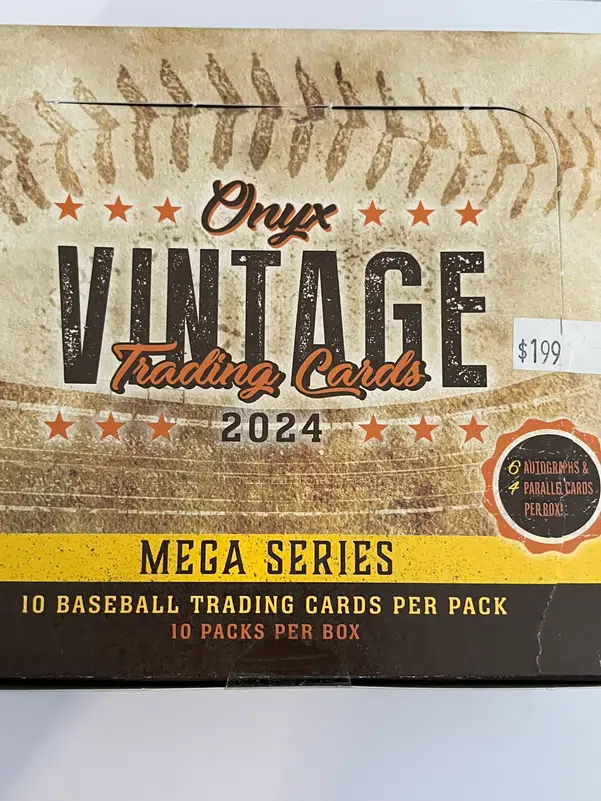 Onyx
VINTAGE
Trading Cards
2024
$199
6 AUTOGRAPHS &
4 PARALLEL CARDS
PER BOX!
MEGA SERIES
10 BASEBALL TRADING CARDS PER PACK
10 PACKS PER BOX